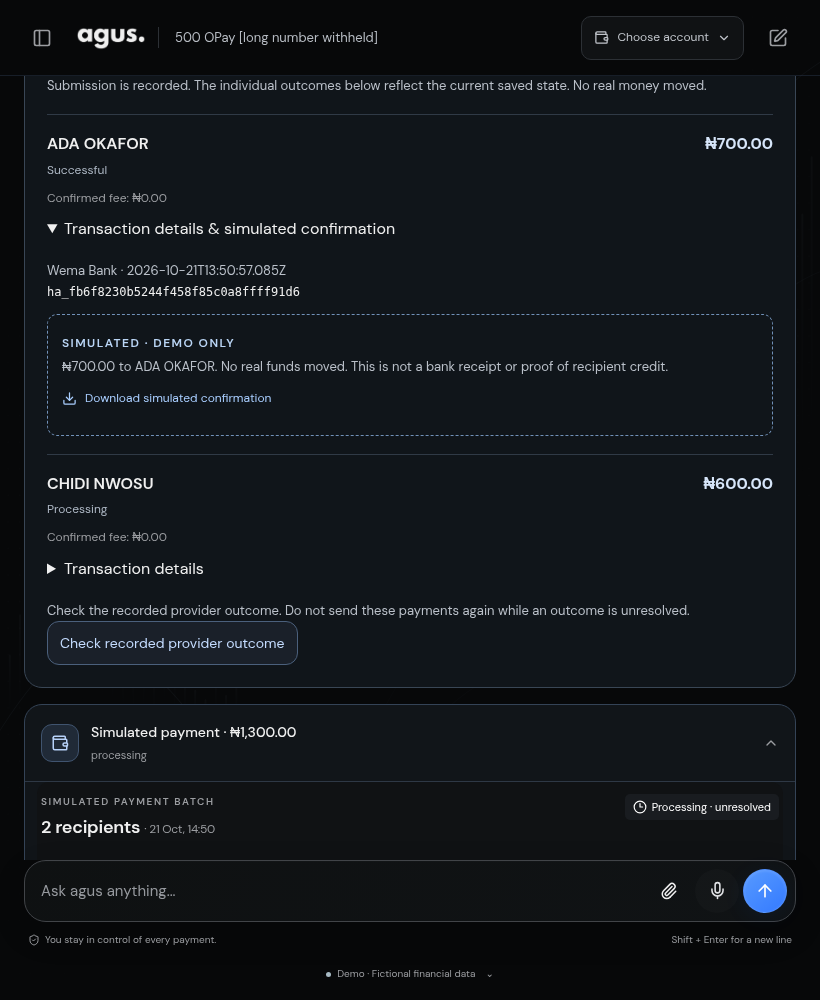 agus.
500 OPay [long number withheld]
Choose account
Submission is recorded. The individual outcomes below reflect the current saved state. No real money moved.
ADA OKAFOR
₦700.00
Successful
Confirmed fee: ₦0.00
▼ Transaction details & simulated confirmation
Wema Bank · 2026-10-21T13:50:57.085Z
ha_fb6f8230b5244f458f85c0a8ffff91d6
SIMULATED · DEMO ONLY
₦700.00 to ADA OKAFOR. No real funds moved. This is not a bank receipt or proof of recipient credit.
Download simulated confirmation
CHIDI NWOSU
₦600.00
Processing
Confirmed fee: ₦0.00
▶ Transaction details
Check the recorded provider outcome. Do not send these payments again while an outcome is unresolved.
Check recorded provider outcome
Simulated payment · ₦1,300.00
processing
SIMULATED PAYMENT BATCH
Processing · unresolved
2 recipients · 21 Oct, 14:50
Ask agus anything...
You stay in control of every payment.
Shift + Enter for a new line
Demo · Fictional financial data